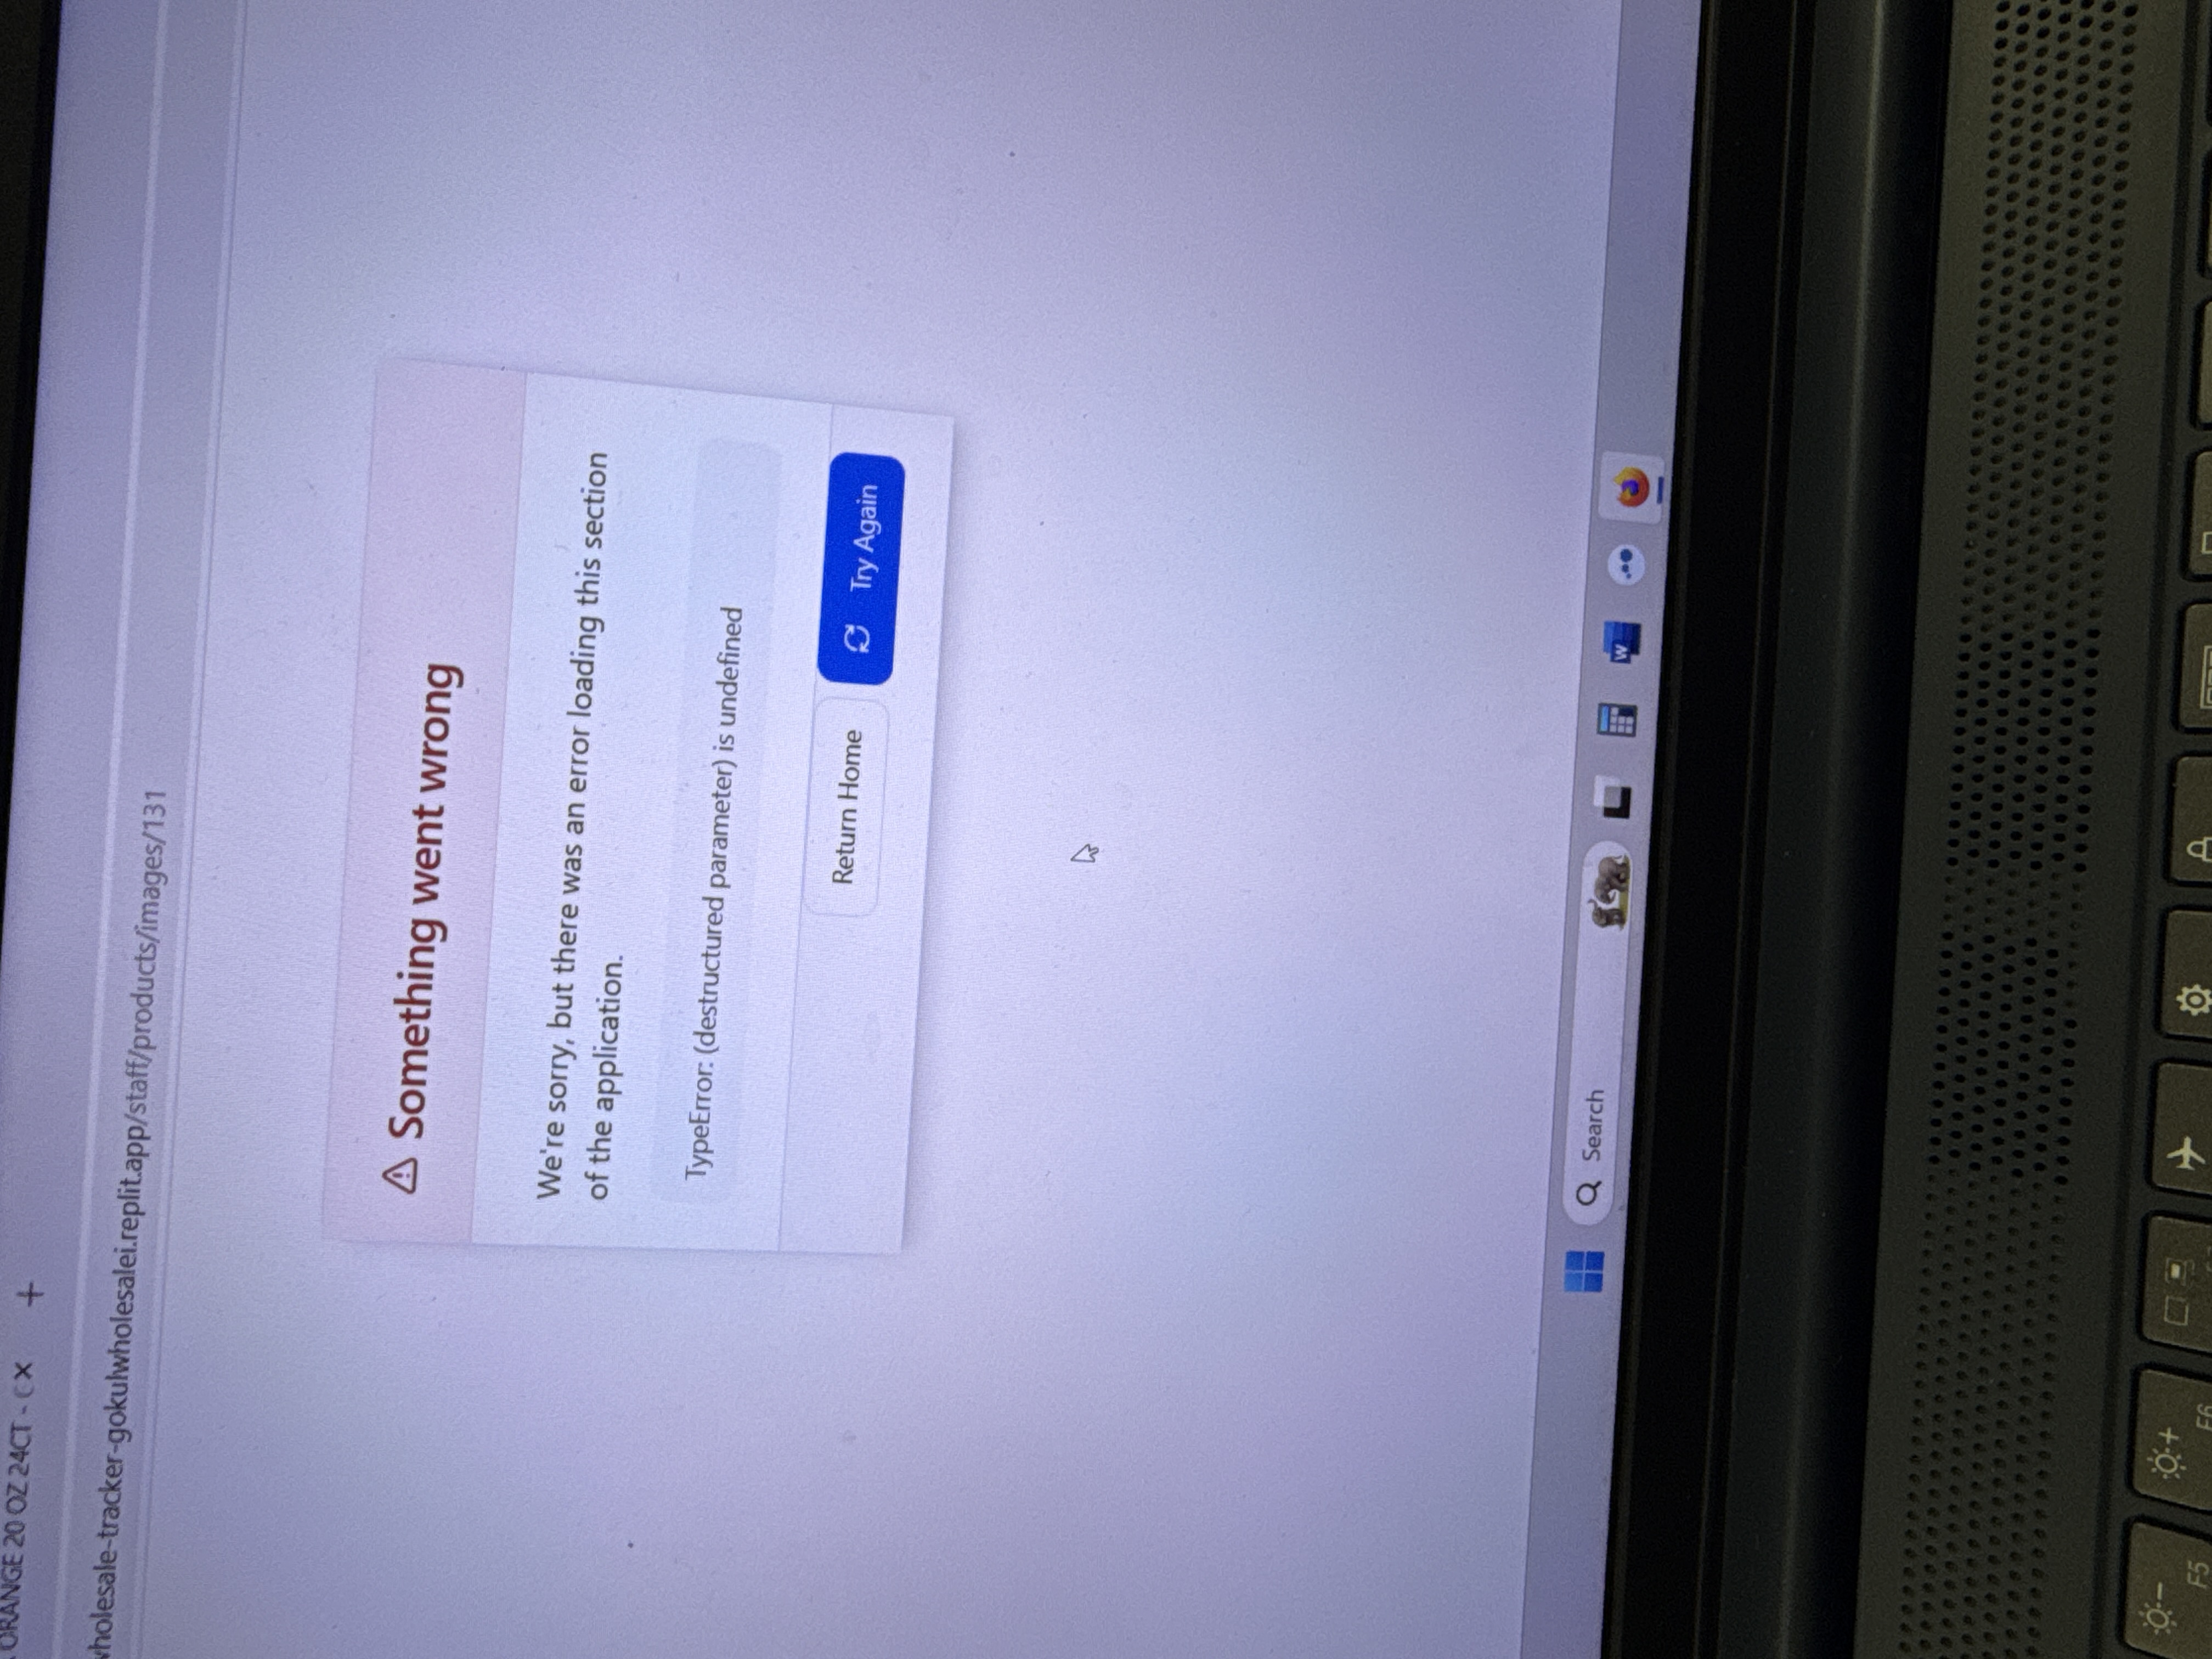 ORANGE 20 OZ 24CT -
wholesale-tracker-gokulwholesalei.replit.app/staff/products/images/131
Something went wrong
We're sorry, but there was an error loading this section
of the application.
TypeError: (destructured parameter) is undefined
Return Home
Try Again
Search
W
F5
F6